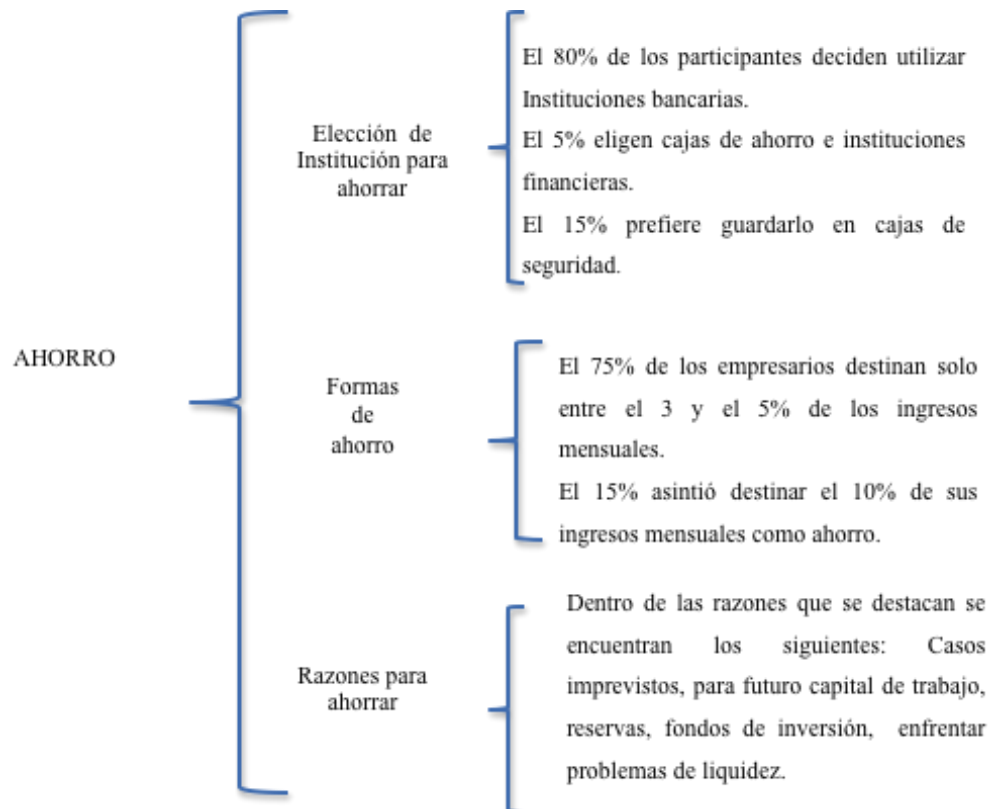 El 80% de los participantes deciden utilizar
Instituciones bancarias.
Elección de
Institución para
ahorrar
El 5% eligen cajas de ahorro e instituciones
financieras.
El 15% prefiere guardarlo en cajas de
seguridad.
AHORRO
Formas
de
ahorro
El 75% de los empresarios destinan solo
entre el 3 y el 5% de los ingresos
mensuales.
El 15% asintió destinar el 10% de sus
ingresos mensuales como ahorro.
Razones para
ahorrar
Dentro de las razones que se destacan se
encuentran los siguientes: Casos
imprevistos, para futuro capital de trabajo,
reservas, fondos de inversión, enfrentar
problemas de liquidez.